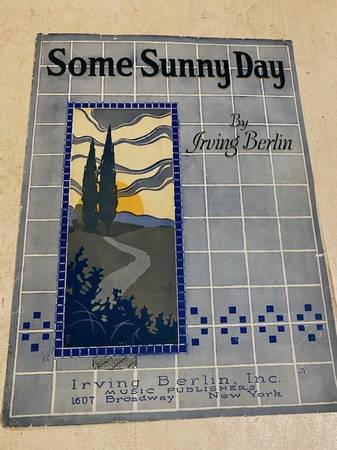 Some Sunny Day
By
Irving Berlin
Irving Berlin, Inc.
MUSIC PUBLISHERS
1607 Broadway New York